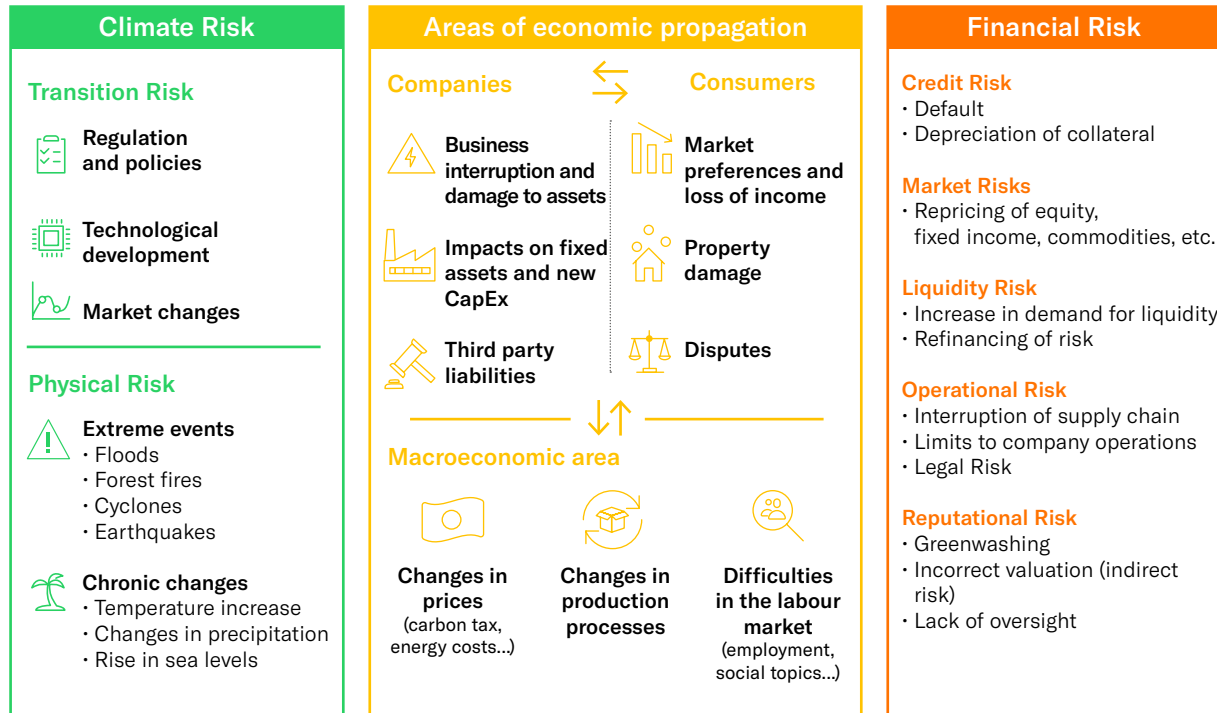 Climate Risk
Transition Risk
Regulation
and policies
Technological
development
Market changes
Physical Risk
Extreme events
· Floods
· Forest fires
· Cyclones
· Earthquakes
Chronic changes
· Temperature increase
· Changes in precipitation
· Rise in sea levels
Areas of economic propagation
Companies
Consumers
Business
interruption and
damage to assets
Market
preferences and
loss of income
Impacts on fixed
assets and new
CapEx
Property
damage
Third party
liabilities
Disputes
Macroeconomic area
Changes in
prices
(carbon tax,
energy costs...)
Changes in
production
processes
Difficulties
in the labour
market
(employment,
social topics...)
Financial Risk
Credit Risk
· Default
· Depreciation of collateral
Market Risks
· Repricing of equity,
fixed income, commodities, etc.
Liquidity Risk
· Increase in demand for liquidity
· Refinancing of risk
Operational Risk
· Interruption of supply chain
· Limits to company operations
· Legal Risk
Reputational Risk
· Greenwashing
· Incorrect valuation (indirect
risk)
· Lack of oversight